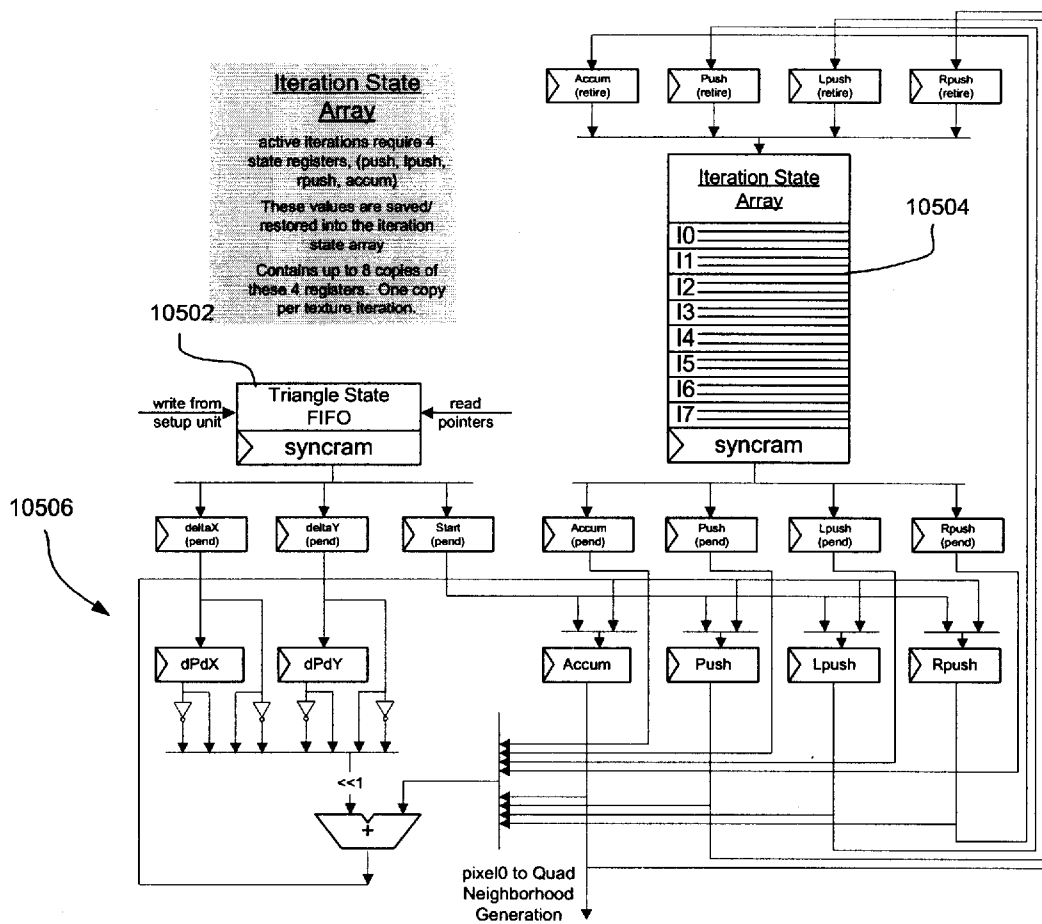 Iteration State
Array
active iterations require 4
state registers, (push, lpush,
rpush, accum)
These values are saved/
restored into the iteration
state array
Contains up to 8 copies of
these 4 registers. One copy
per texture iteration.
Accum
(retire)
Push
(retire)
Lpush
(retire)
Rpush
(retire)
Iteration State
Array
I0
I1
I2
I3
I4
I5
I6
I7
syncram
10504
10502
write from
setup unit
Triangle State
FIFO
syncram
read
pointers
10506
deltaX
(pend)
deltaY
(pend)
Start
(pend)
Accum
(pend)
Push
(pend)
Lpush
(pend)
Rpush
(pend)
dPdX
dPdY
Accum
Push
Lpush
Rpush
<<1
+
pixel0 to Quad
Neighborhood
Generation